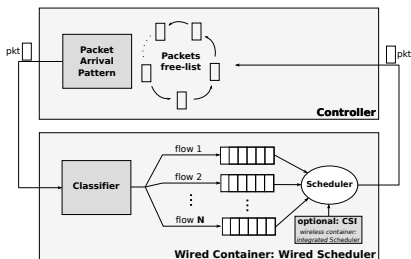 pkt
Packet
Arrival
Pattern
Packets
free-list
pkt
Controller
Classifier
flow 1
flow 2
flow N
Scheduler
optional: CSI
wireless container:
integrated Scheduler
Wired Container: Wired Scheduler